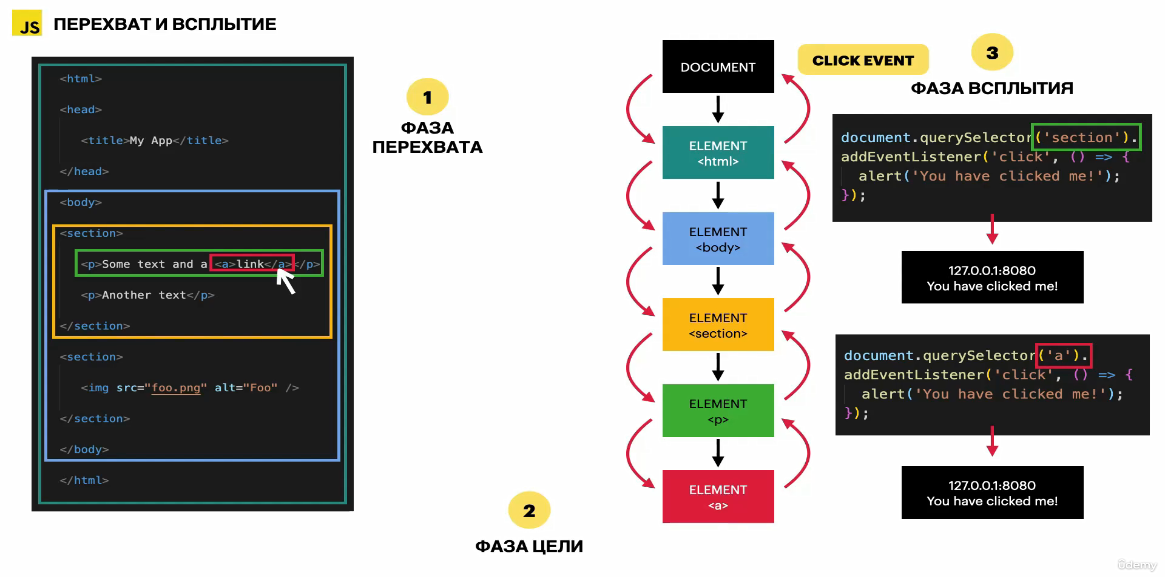 JS ПЕРЕХВАТ И ВСПЛЫТИЕ
<html>
<head>
<title>My App</title>
</head>
<body>
<section>
<p>Some text and a <a>link</a></p>
<p>Another text</p>
</section>
<section>
<img src="foo.png" alt="Foo" />
</section>
</body>
</html>
1
ФАЗА
ПЕРЕХВАТА
2
ФАЗА ЦЕЛИ
DOCUMENT
ELEMENT
<html>
ELEMENT
<body>
ELEMENT
<section>
ELEMENT
<p>
ELEMENT
<a>
CLICK EVENT
3
ФАЗА ВСПЛЫТИЯ
document.querySelector('section').
addEventListener('click', () => {
alert('You have clicked me!');
});
127.0.0.1:8080
You have clicked me!
document.querySelector('a').
addEventListener('click', () => {
alert('You have clicked me!');
});
127.0.0.1:8080
You have clicked me!
Udemy